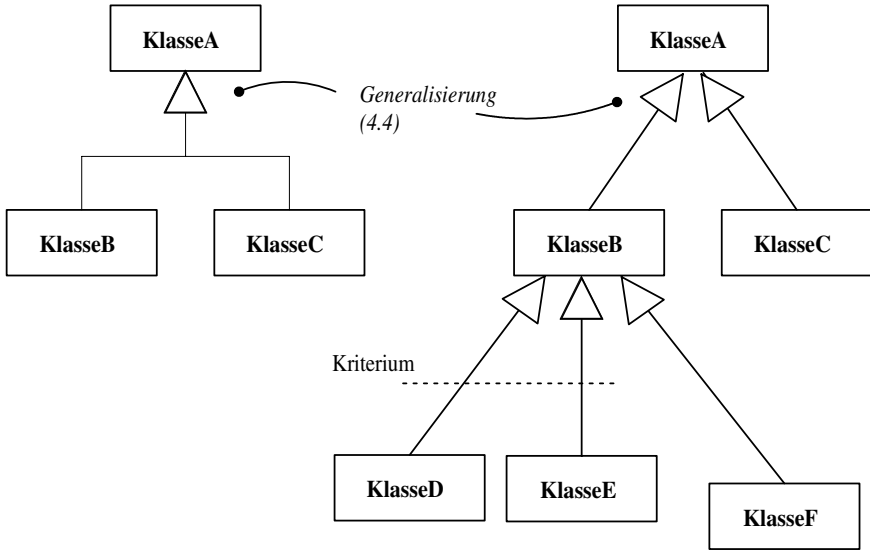 KlasseA
KlasseA
Generalisierung
(4.4)
KlasseB
KlasseC
KlasseB
KlasseC
Kriterium
KlasseD
KlasseE
KlasseF